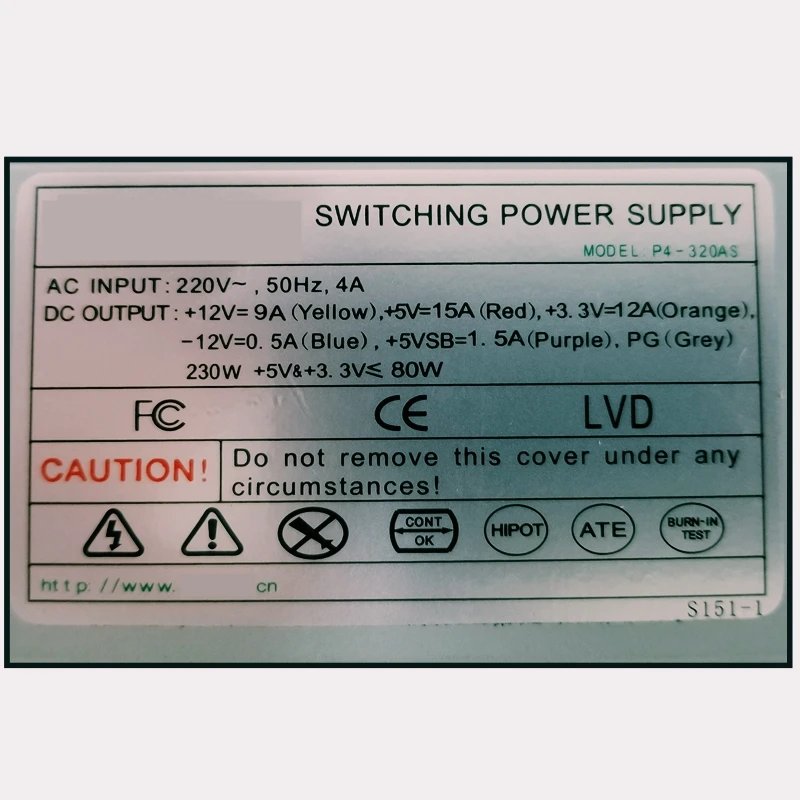 SWITCHING POWER SUPPLY
MODEL P4-320AS
AC INPUT: 220V~, 50Hz, 4A
DC OUTPUT: +12V=9A(Yellow),+5V=15A(Red),+3.3V=12A(Orange),
-12V=0.5A(Blue), +5VSB=1.5A(Purple), PG(Grey)
230W +5V&+3.3V≤ 80W
FC CE LVD
CAUTION! Do not remove this cover under any
circumstances!
CONT
OK
HIPOT
ATE
BURN-IN
TEST
http://www. cn
S151-1